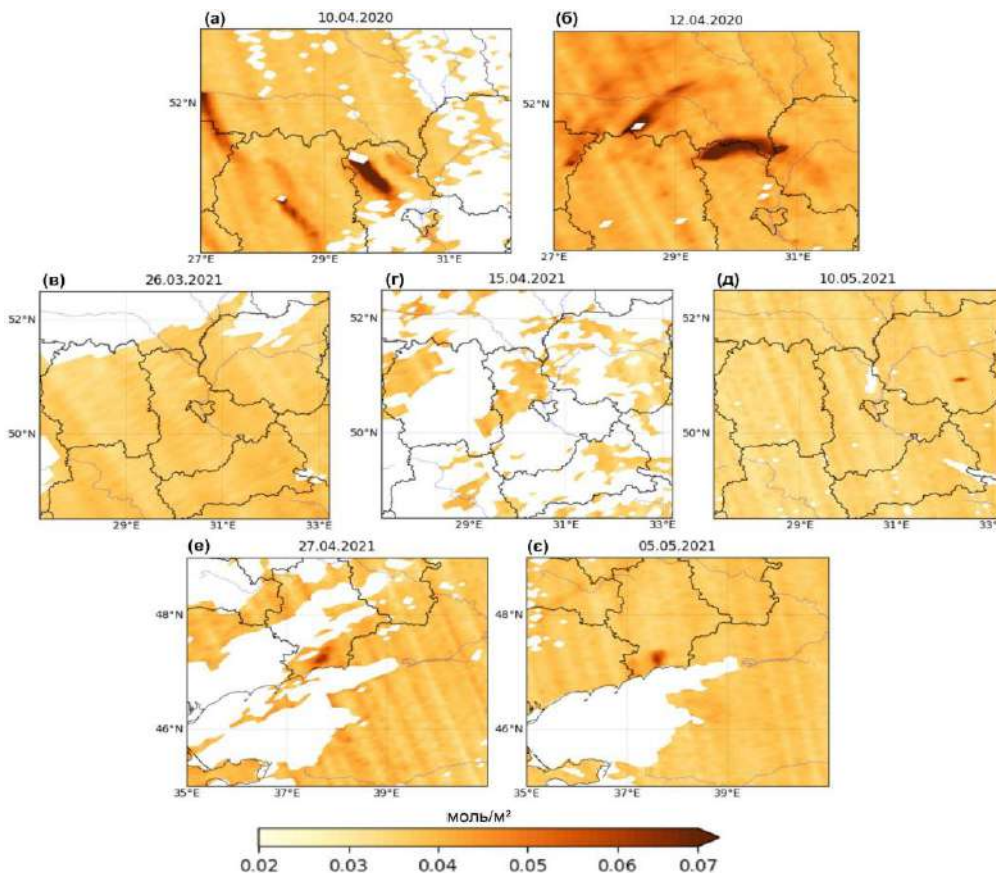 (а) 10.04.2020
(б) 12.04.2020
52°N
52°N
27°E 29°E 31°E
27°E 29°E 31°E
(в) 26.03.2021
(г) 15.04.2021
(д) 10.05.2021
52°N
50°N
29°E 31°E 33°E
52°N
50°N
29°E 31°E 33°E
52°N
50°N
29°E 31°E 33°E
(е) 27.04.2021
(є) 05.05.2021
48°N
46°N
35°E 37°E 39°E
48°N
46°N
35°E 37°E 39°E
моль/м²
0.02 0.03 0.04 0.05 0.06 0.07